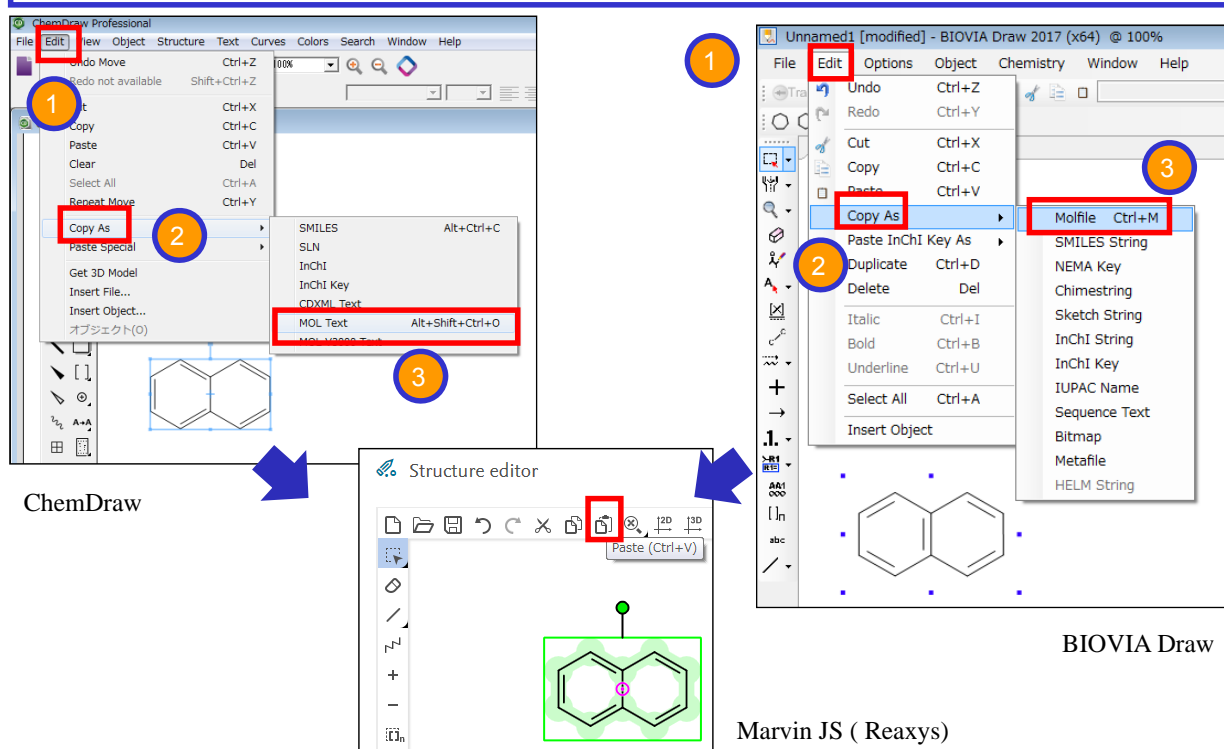 ChemDraw Professional
File Edit View Object Structure Text Curves Colors Search Window Help
Undo Move Ctrl+Z
Redo not available Shift+Ctrl+Z
Ctrl+X
Copy Ctrl+C
Paste Ctrl+V
Clear Del
Select All Ctrl+A
Repeat Move Ctrl+Y
Copy As
Paste Special
Get 3D Model
Insert File...
Insert Object...
オブジェクト(O)
1
2
SMILES Alt+Ctrl+C
SLN
InChI
InChI Key
CDXML Text
MOL Text Alt+Shift+Ctrl+O
MOL V3000 Text
3
ChemDraw
Unnamed1 [modified] - BIOVIA Draw 2017 (x64) @ 100%
File Edit Options Object Chemistry Window Help
1
Undo Ctrl+Z
Redo Ctrl+Y
Cut Ctrl+X
Copy Ctrl+C
Paste Ctrl+V
Copy As
Paste InChI Key As
Duplicate Ctrl+D
Delete Del
Italic Ctrl+I
Bold Ctrl+B
Underline Ctrl+U
Select All Ctrl+A
Insert Object
2
3
Molfile Ctrl+M
SMILES String
NEMA Key
Chimestring
Sketch String
InChI String
InChI Key
IUPAC Name
Sequence Text
Bitmap
Metafile
HELM String
abc
BIOVIA Draw
Structure editor
2D 3D
Paste (Ctrl+V)
Marvin JS ( Reaxys)